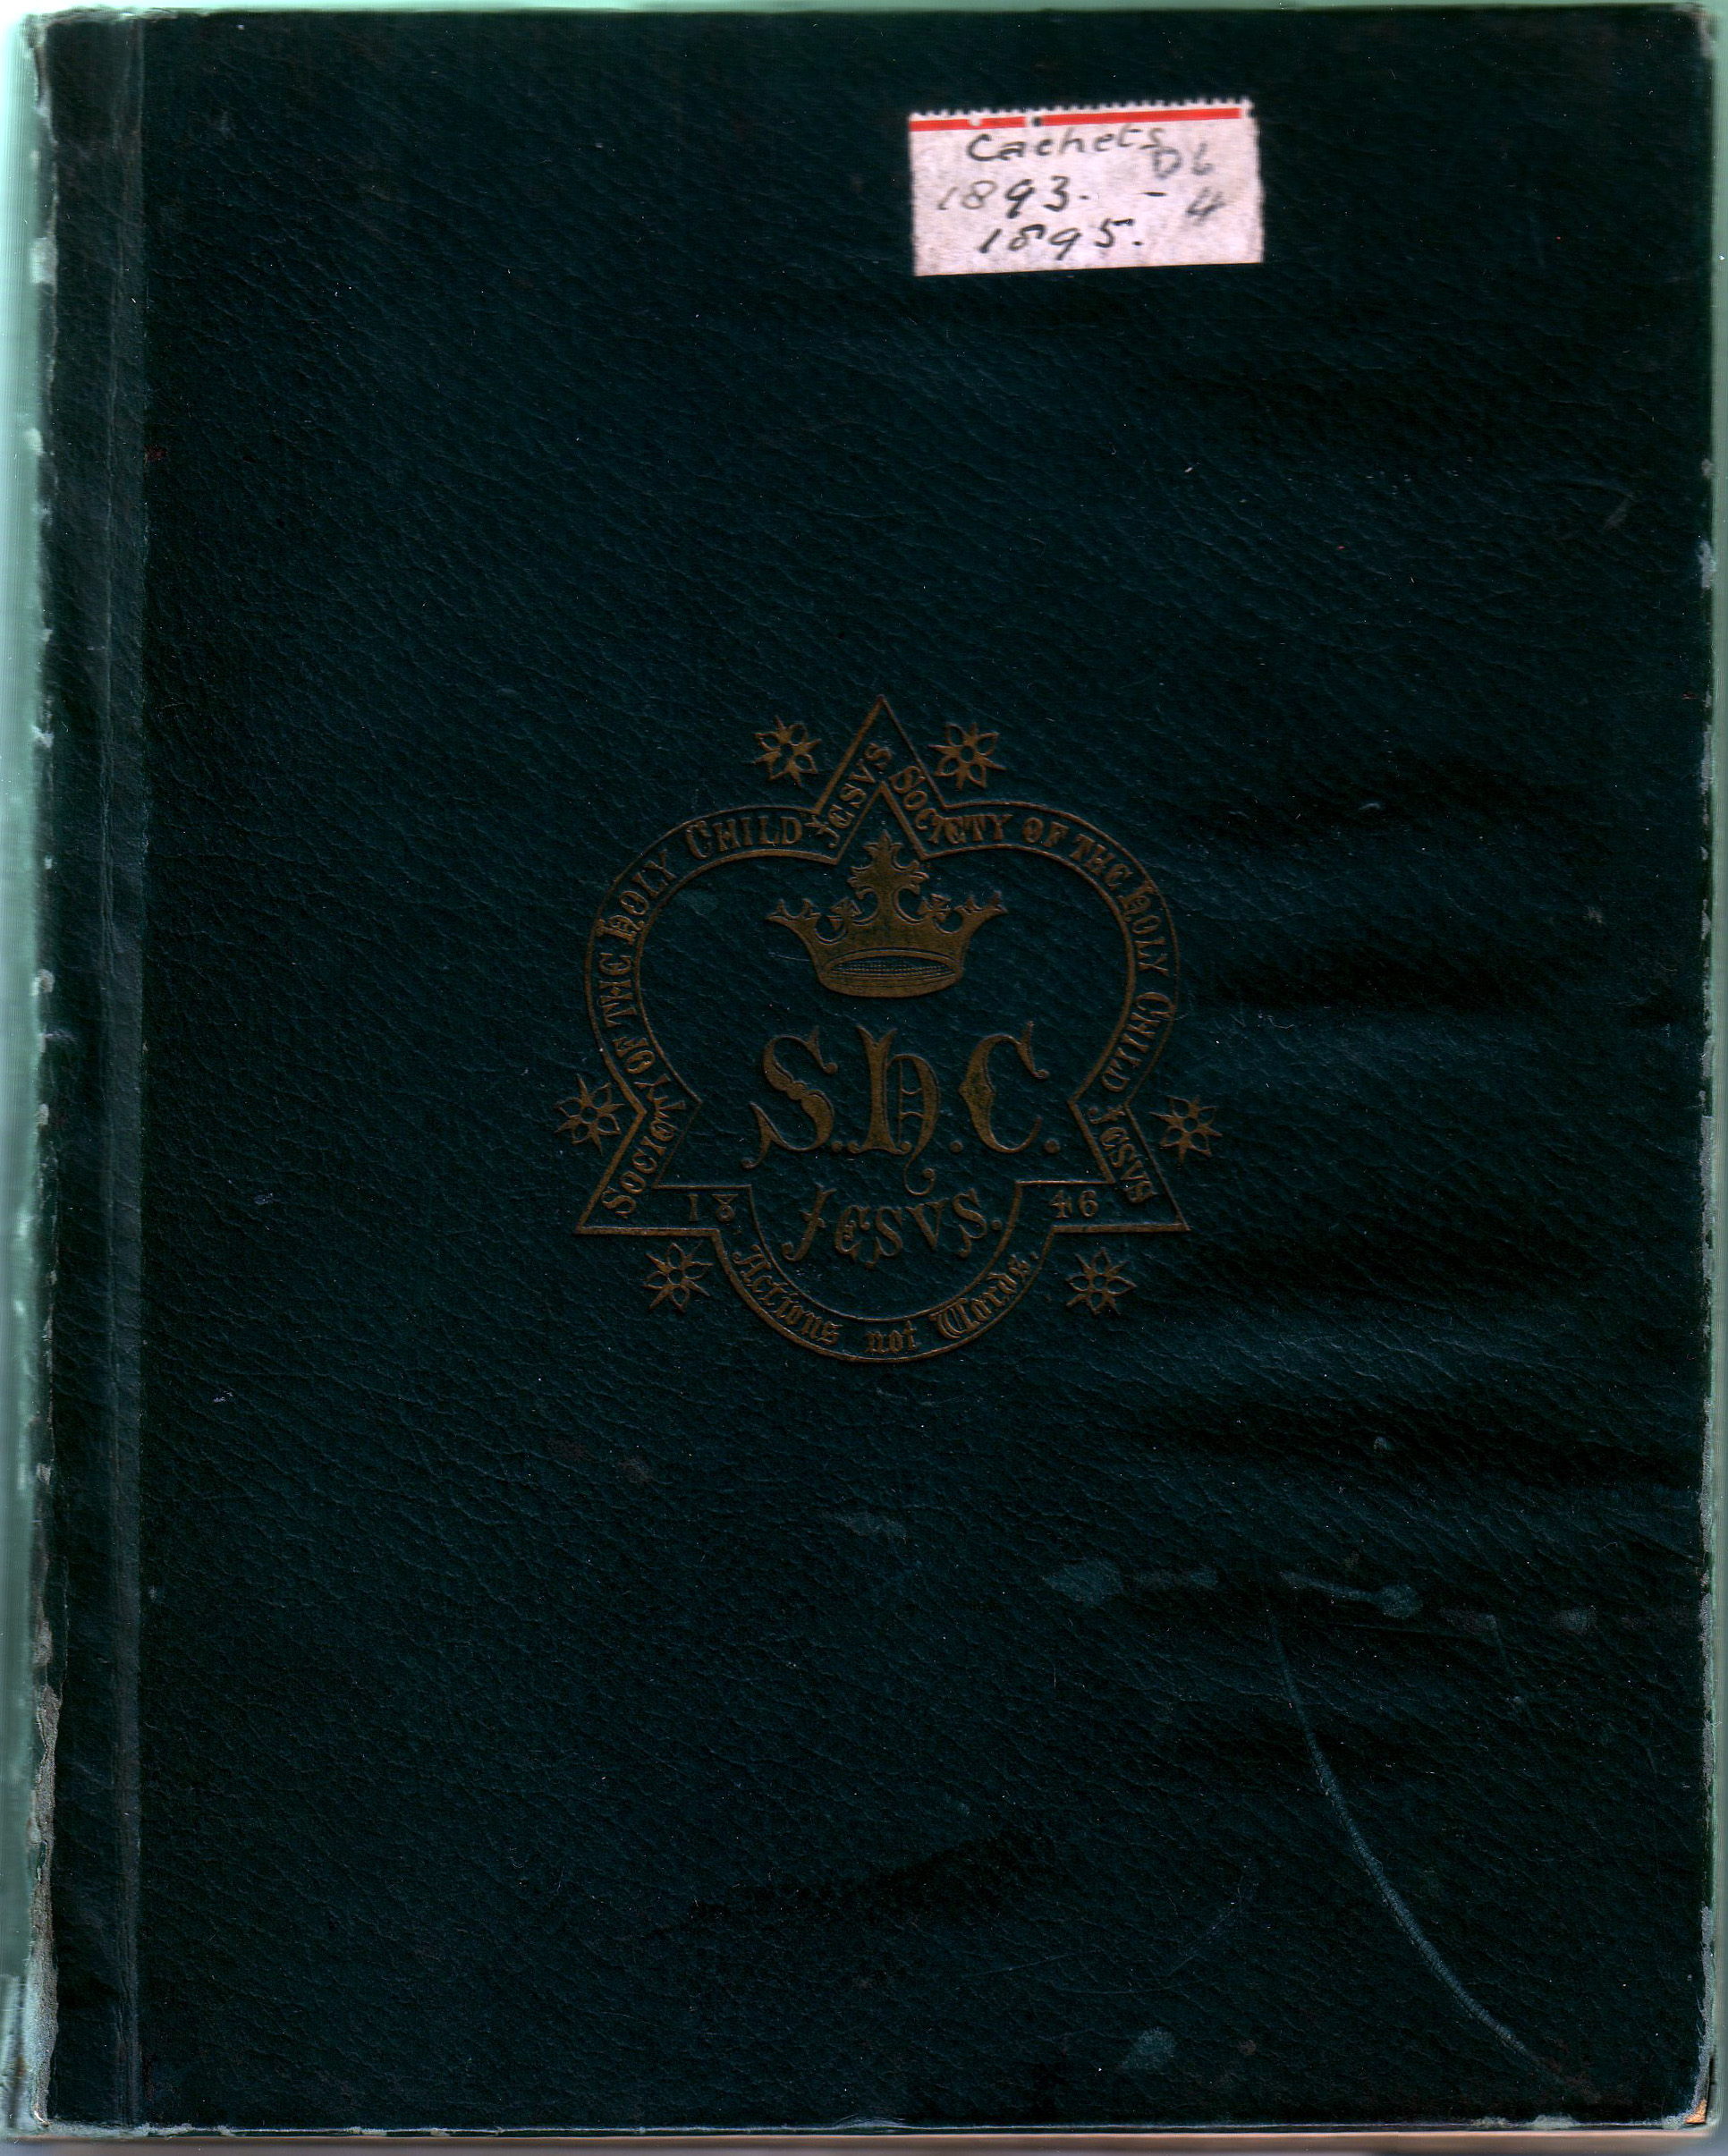 Cachets
D6
1893. - 4
1895.
Society of the Holy Child Jesvs
Society of the Holy Child Jesvs
S.H.C.
Jesvs.
18 46
Actions not Words.